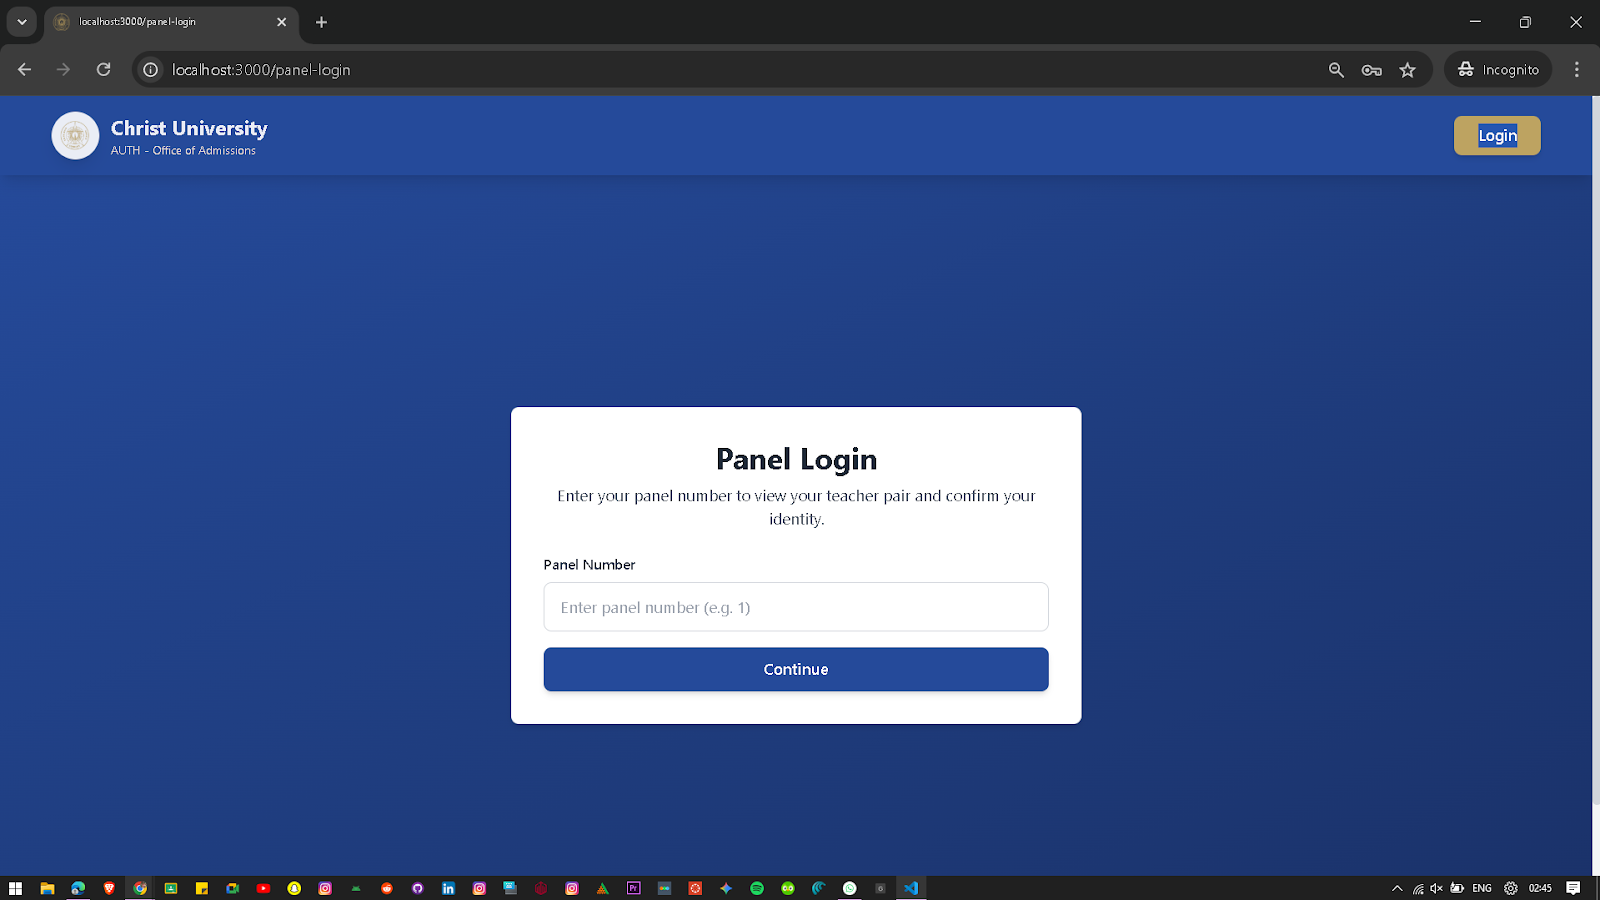 localhost:3000/panel-login
localhost:3000/panel-login
Incognito
Christ University
AUTH - Office of Admissions
Login
Panel Login
Enter your panel number to view your teacher pair and confirm your
identity.
Panel Number
Enter panel number (e.g. 1)
Continue
Pr
ENG
02:45